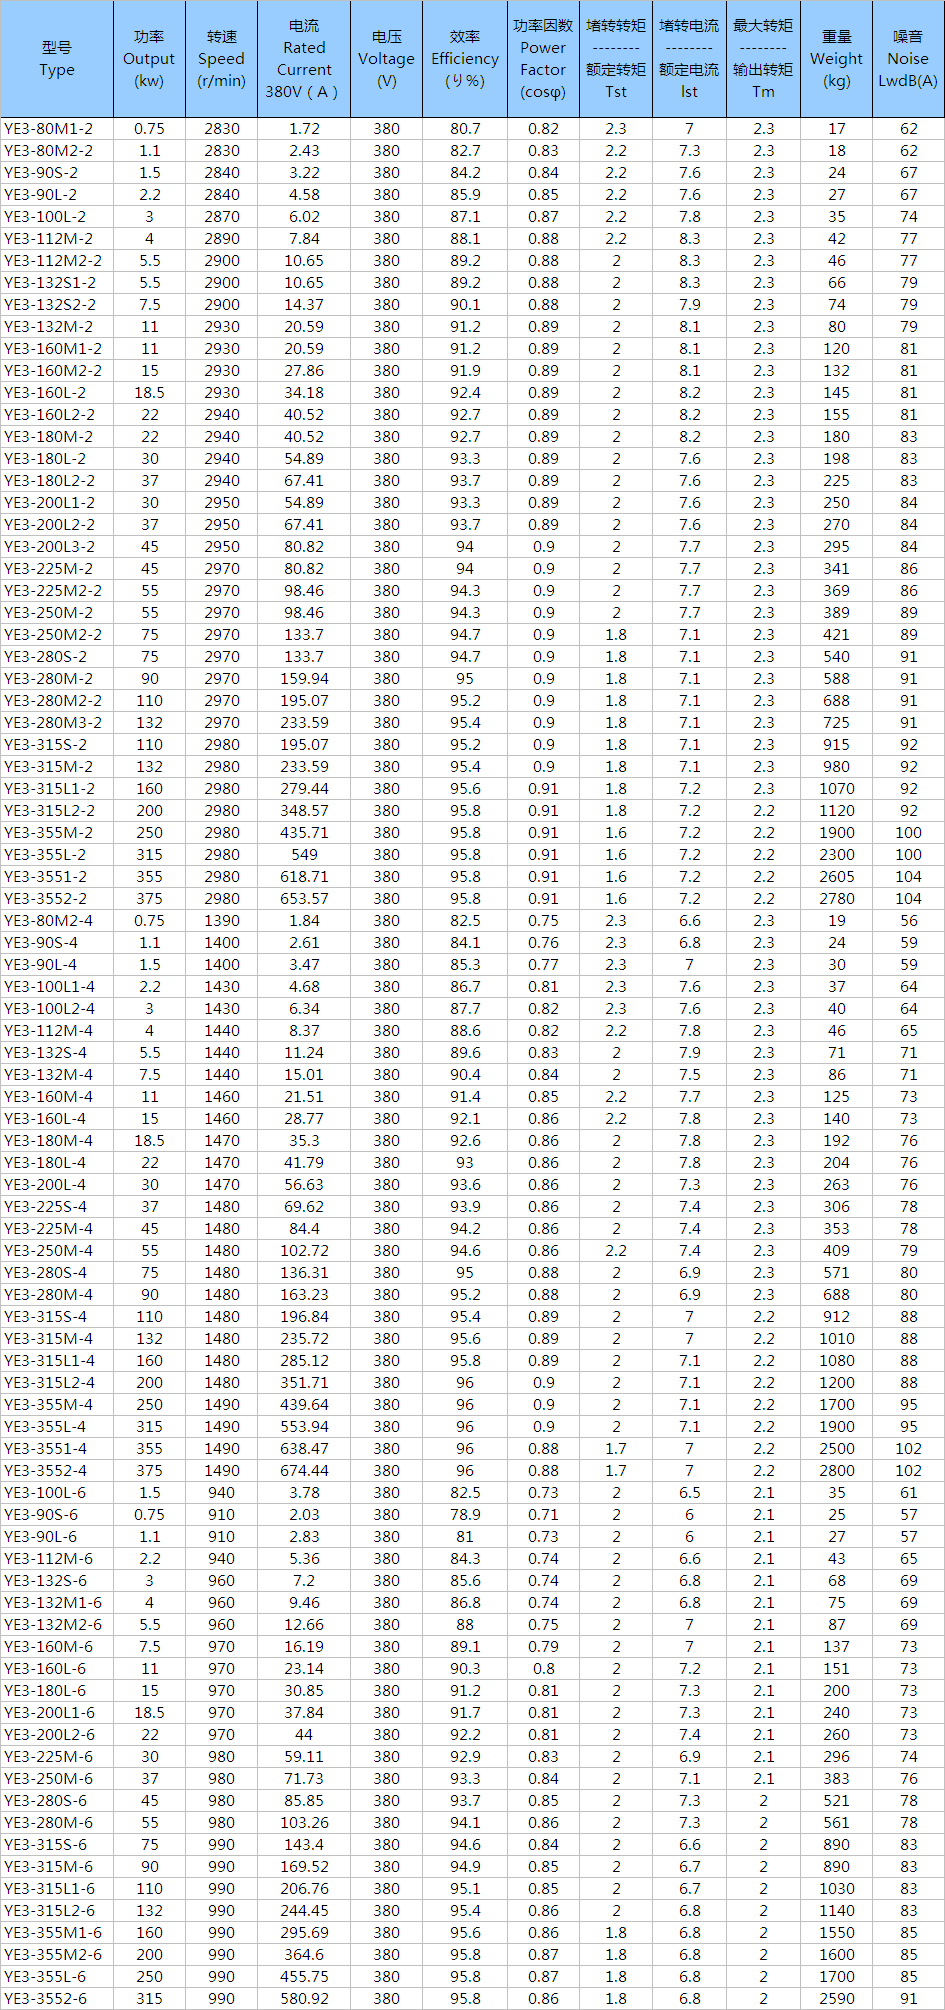 型号 Type 功率 Output (kw) 转速 Speed (r/min) 电流 Rated Current 380V（A） 电压 Voltage (V) 效率 Efficiency (り%) 功率因数 Power Factor (cosφ) 堵转转矩 -------- 额定转矩 Tst 堵转电流 -------- 额定电流 Ist 最大转矩 -------- 输出转矩 Tm 重量 Weight (kg) 噪音 Noise LwdB(A)
YE3-80M1-2 0.75 2830 1.72 380 80.7 0.82 2.3 7 2.3 17 62
YE3-80M2-2 1.1 2830 2.43 380 82.7 0.83 2.2 7.3 2.3 18 62
YE3-90S-2 1.5 2840 3.22 380 84.2 0.84 2.2 7.6 2.3 24 67
YE3-90L-2 2.2 2840 4.58 380 85.9 0.85 2.2 7.6 2.3 27 67
YE3-100L-2 3 2870 6.02 380 87.1 0.87 2.2 7.8 2.3 35 74
YE3-112M-2 4 2890 7.84 380 88.1 0.88 2.2 8.3 2.3 42 77
YE3-112M2-2 5.5 2900 10.65 380 89.2 0.88 2 8.3 2.3 46 77
YE3-132S1-2 5.5 2900 10.65 380 89.2 0.88 2 8.3 2.3 66 79
YE3-132S2-2 7.5 2900 14.37 380 90.1 0.88 2 7.9 2.3 74 79
YE3-132M-2 11 2930 20.59 380 91.2 0.89 2 8.1 2.3 80 79
YE3-160M1-2 11 2930 20.59 380 91.2 0.89 2 8.1 2.3 120 81
YE3-160M2-2 15 2930 27.86 380 91.9 0.89 2 8.1 2.3 132 81
YE3-160L-2 18.5 2930 34.18 380 92.4 0.89 2 8.2 2.3 145 81
YE3-160L2-2 22 2940 40.52 380 92.7 0.89 2 8.2 2.3 155 81
YE3-180M-2 22 2940 40.52 380 92.7 0.89 2 8.2 2.3 180 83
YE3-180L-2 30 2940 54.89 380 93.3 0.89 2 7.6 2.3 198 83
YE3-180L2-2 37 2940 67.41 380 93.7 0.89 2 7.6 2.3 225 83
YE3-200L1-2 30 2950 54.89 380 93.3 0.89 2 7.6 2.3 250 84
YE3-200L2-2 37 2950 67.41 380 93.7 0.89 2 7.6 2.3 270 84
YE3-200L3-2 45 2950 80.82 380 94 0.9 2 7.7 2.3 295 84
YE3-225M-2 45 2970 80.82 380 94 0.9 2 7.7 2.3 341 86
YE3-225M2-2 55 2970 98.46 380 94.3 0.9 2 7.7 2.3 369 86
YE3-250M-2 55 2970 98.46 380 94.3 0.9 2 7.7 2.3 389 89
YE3-250M2-2 75 2970 133.7 380 94.7 0.9 1.8 7.1 2.3 421 89
YE3-280S-2 75 2970 133.7 380 94.7 0.9 1.8 7.1 2.3 540 91
YE3-280M-2 90 2970 159.94 380 95 0.9 1.8 7.1 2.3 588 91
YE3-280M2-2 110 2970 195.07 380 95.2 0.9 1.8 7.1 2.3 688 91
YE3-280M3-2 132 2970 233.59 380 95.4 0.9 1.8 7.1 2.3 725 91
YE3-315S-2 110 2980 195.07 380 95.2 0.9 1.8 7.1 2.3 915 92
YE3-315M-2 132 2980 233.59 380 95.4 0.9 1.8 7.1 2.3 980 92
YE3-315L1-2 160 2980 279.44 380 95.6 0.91 1.8 7.2 2.3 1070 92
YE3-315L2-2 200 2980 348.57 380 95.8 0.91 1.8 7.2 2.2 1120 92
YE3-355M-2 250 2980 435.71 380 95.8 0.91 1.6 7.2 2.2 1900 100
YE3-355L-2 315 2980 549 380 95.8 0.91 1.6 7.2 2.2 2300 100
YE3-3551-2 355 2980 618.71 380 95.8 0.91 1.6 7.2 2.2 2605 104
YE3-3552-2 375 2980 653.57 380 95.8 0.91 1.6 7.2 2.2 2780 104
YE3-80M2-4 0.75 1390 1.84 380 82.5 0.75 2.3 6.6 2.3 19 56
YE3-90S-4 1.1 1400 2.61 380 84.1 0.76 2.3 6.8 2.3 24 59
YE3-90L-4 1.5 1400 3.47 380 85.3 0.77 2.3 7 2.3 30 59
YE3-100L1-4 2.2 1430 4.68 380 86.7 0.81 2.3 7.6 2.3 37 64
YE3-100L2-4 3 1430 6.34 380 87.7 0.82 2.3 7.6 2.3 40 64
YE3-112M-4 4 1440 8.37 380 88.6 0.82 2.2 7.8 2.3 46 65
YE3-132S-4 5.5 1440 11.24 380 89.6 0.83 2 7.9 2.3 71 71
YE3-132M-4 7.5 1440 15.01 380 90.4 0.84 2 7.5 2.3 86 71
YE3-160M-4 11 1460 21.51 380 91.4 0.85 2.2 7.7 2.3 125 73
YE3-160L-4 15 1460 28.77 380 92.1 0.86 2.2 7.8 2.3 140 73
YE3-180M-4 18.5 1470 35.3 380 92.6 0.86 2 7.8 2.3 192 76
YE3-180L-4 22 1470 41.79 380 93 0.86 2 7.8 2.3 204 76
YE3-200L-4 30 1470 56.63 380 93.6 0.86 2 7.3 2.3 263 76
YE3-225S-4 37 1480 69.62 380 93.9 0.86 2 7.4 2.3 306 78
YE3-225M-4 45 1480 84.4 380 94.2 0.86 2 7.4 2.3 353 78
YE3-250M-4 55 1480 102.72 380 94.6 0.86 2.2 7.4 2.3 409 79
YE3-280S-4 75 1480 136.31 380 95 0.88 2 6.9 2.3 571 80
YE3-280M-4 90 1480 163.23 380 95.2 0.88 2 6.9 2.3 688 80
YE3-315S-4 110 1480 196.84 380 95.4 0.89 2 7 2.2 912 88
YE3-315M-4 132 1480 235.72 380 95.6 0.89 2 7 2.2 1010 88
YE3-315L1-4 160 1480 285.12 380 95.8 0.89 2 7.1 2.2 1080 88
YE3-315L2-4 200 1480 351.71 380 96 0.9 2 7.1 2.2 1200 88
YE3-355M-4 250 1490 439.64 380 96 0.9 2 7.1 2.2 1700 95
YE3-355L-4 315 1490 553.94 380 96 0.9 2 7.1 2.2 1900 95
YE3-3551-4 355 1490 638.47 380 96 0.88 1.7 7 2.2 2500 102
YE3-3552-4 375 1490 674.44 380 96 0.88 1.7 7 2.2 2800 102
YE3-100L-6 1.5 940 3.78 380 82.5 0.73 2 6.5 2.1 35 61
YE3-90S-6 0.75 910 2.03 380 78.9 0.71 2 6 2.1 25 57
YE3-90L-6 1.1 910 2.83 380 81 0.73 2 6 2.1 27 57
YE3-112M-6 2.2 940 5.36 380 84.3 0.74 2 6.6 2.1 43 65
YE3-132S-6 3 960 7.2 380 85.6 0.74 2 6.8 2.1 68 69
YE3-132M1-6 4 960 9.46 380 86.8 0.74 2 6.8 2.1 75 69
YE3-132M2-6 5.5 960 12.66 380 88 0.75 2 7 2.1 87 69
YE3-160M-6 7.5 970 16.19 380 89.1 0.79 2 7 2.1 137 73
YE3-160L-6 11 970 23.14 380 90.3 0.8 2 7.2 2.1 151 73
YE3-180L-6 15 970 30.85 380 91.2 0.81 2 7.3 2.1 200 73
YE3-200L1-6 18.5 970 37.84 380 91.7 0.81 2 7.3 2.1 240 73
YE3-200L2-6 22 970 44 380 92.2 0.81 2 7.4 2.1 260 73
YE3-225M-6 30 980 59.11 380 92.9 0.83 2 6.9 2.1 296 74
YE3-250M-6 37 980 71.73 380 93.3 0.84 2 7.1 2.1 383 76
YE3-280S-6 45 980 85.85 380 93.7 0.85 2 7.3 2 521 78
YE3-280M-6 55 980 103.26 380 94.1 0.86 2 7.3 2 561 78
YE3-315S-6 75 990 143.4 380 94.6 0.84 2 6.6 2 890 83
YE3-315M-6 90 990 169.52 380 94.9 0.85 2 6.7 2 890 83
YE3-315L1-6 110 990 206.76 380 95.1 0.85 2 6.7 2 1030 83
YE3-315L2-6 132 990 244.45 380 95.4 0.86 2 6.8 2 1140 83
YE3-355M1-6 160 990 295.69 380 95.6 0.86 1.8 6.8 2 1550 85
YE3-355M2-6 200 990 364.6 380 95.8 0.87 1.8 6.8 2 1600 85
YE3-355L-6 250 990 455.75 380 95.8 0.87 1.8 6.8 2 1700 85
YE3-3552-6 315 990 580.92 380 95.8 0.86 1.8 6.8 2 2590 91